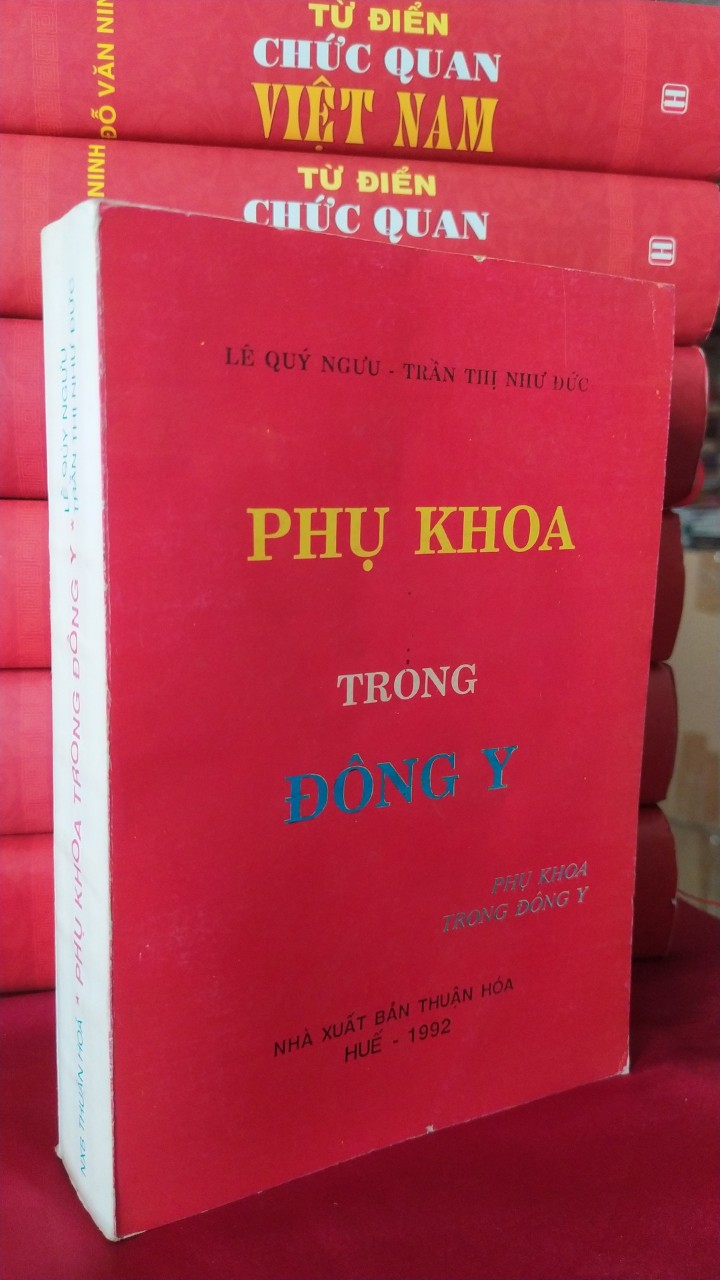 TỪ ĐIỂN
CHỨC QUAN
VIỆT NAM
ĐỖ VĂN NINH
H
TỪ ĐIỂN
CHỨC QUAN
NINH
H
LÊ QUÝ NGƯU - TRẦN THỊ NHƯ ĐỨC
PHỤ KHOA
TRONG
ĐÔNG Y
PHỤ KHOA
TRONG ĐÔNG Y
NHÀ XUẤT BẢN THUẬN HÓA
HUẾ - 1992
LÊ QUÝ NGƯU
TRẦN THỊ NHƯ ĐỨC
* PHỤ KHOA TRONG ĐÔNG Y *
NXB THUẬN HOA